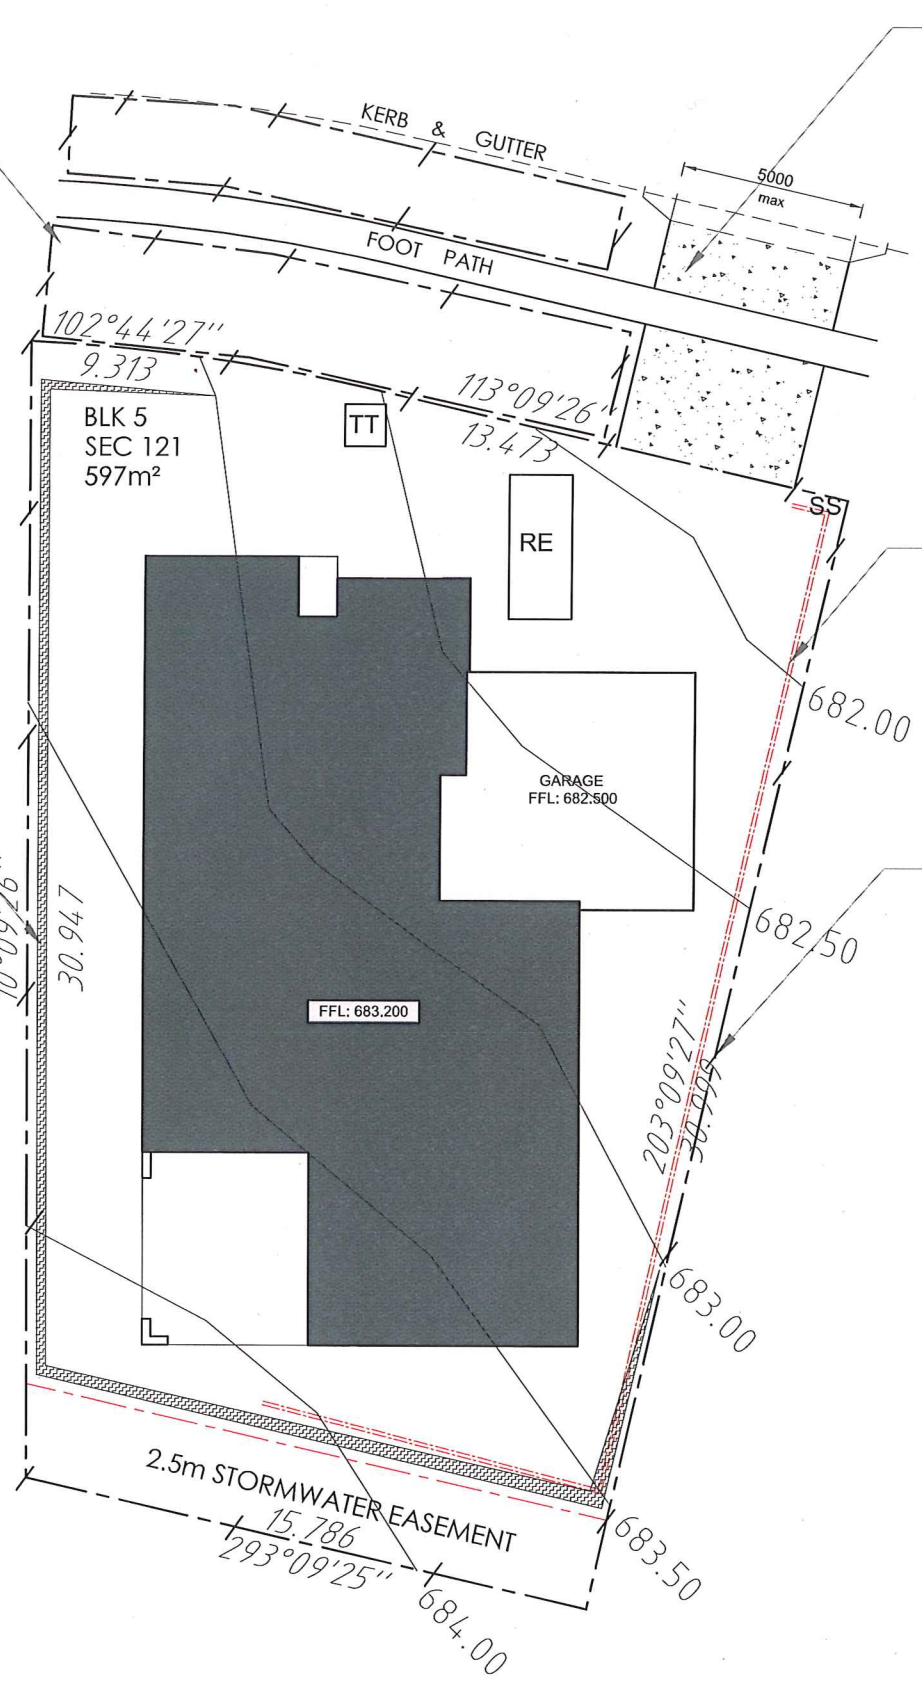 KERB & GUTTER
5000
max
FOOT PATH
102°44'27"
9.313
113°09'26"
13.473
BLK 5
SEC 121
597m²
TT
RE
SS
682.00
GARAGE
FFL: 682.500
682.50
30.947
FFL: 683.200
203°09'27"
30.999
683.00
2.5m STORMWATER EASEMENT
15.786
293°09'25"
683.50
684.00